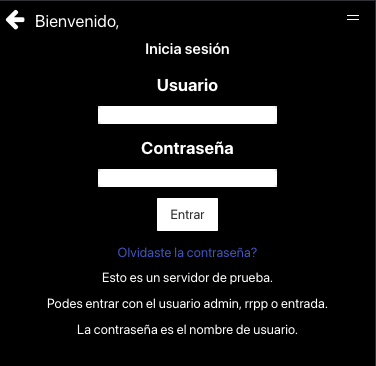 Bienvenido,
Inicia sesión
Usuario
Contraseña
Entrar
Olvidaste la contraseña?
Esto es un servidor de prueba.
Podes entrar con el usuario admin, rrpp o entrada.
La contraseña es el nombre de usuario.